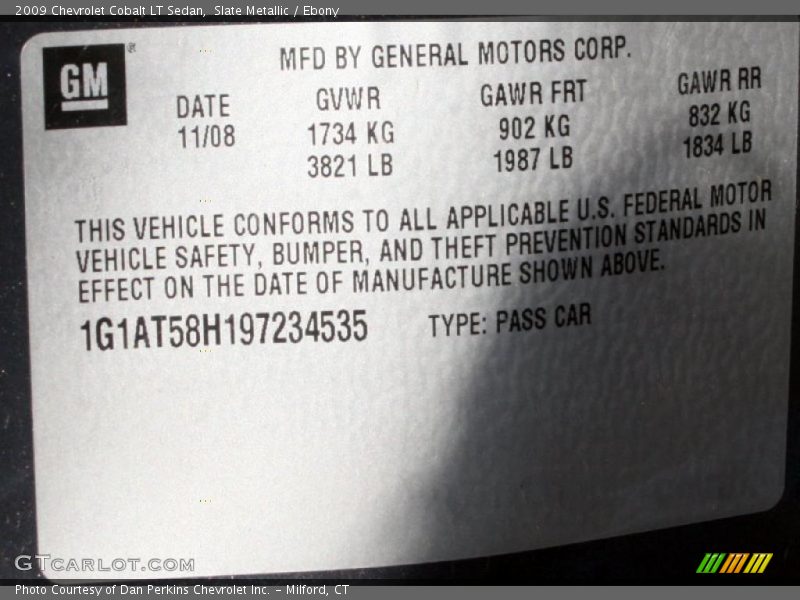 2009 Chevrolet Cobalt LT Sedan, Slate Metallic / Ebony
GM®
MFD BY GENERAL MOTORS CORP.
DATE GVWR GAWR FRT GAWR RR
11/08 1734 KG 902 KG 832 KG
3821 LB 1987 LB 1834 LB
THIS VEHICLE CONFORMS TO ALL APPLICABLE U.S. FEDERAL MOTOR
VEHICLE SAFETY, BUMPER, AND THEFT PREVENTION STANDARDS IN
EFFECT ON THE DATE OF MANUFACTURE SHOWN ABOVE.
1G1AT58H197234535 TYPE: PASS CAR
GTCARLOT.COM
Photo Courtesy of Dan Perkins Chevrolet Inc. - Milford, CT